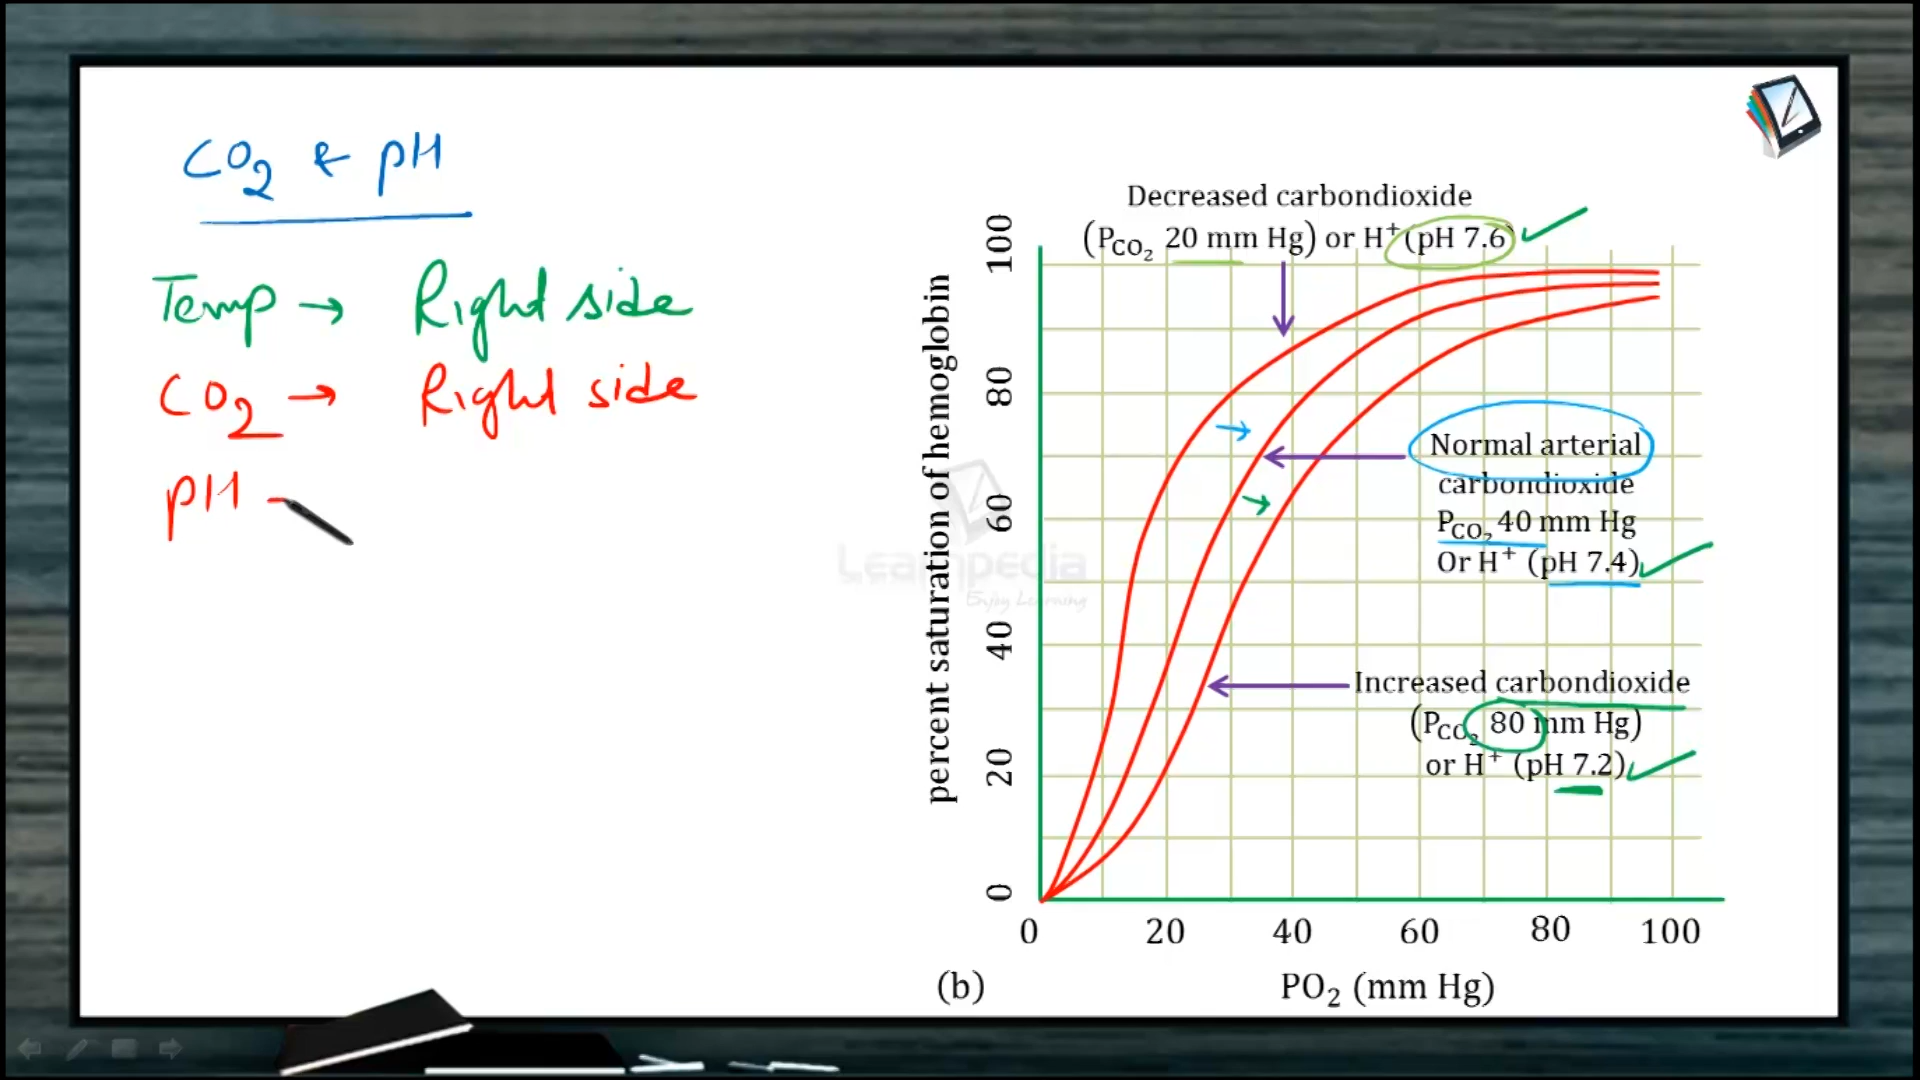 CO2 & pH
Temp → Right side
CO2 → Right side
pH -
Decreased carbondioxide
(PCO2 20 mm Hg) or H+ (pH 7.6)
Normal arterial
carbondioxide
PCO2 40 mm Hg
Or H+ (pH 7.4)
Increased carbondioxide
(PCO2 80 mm Hg)
or H+ (pH 7.2)
percent saturation of hemoglobin
100
80
60
40
20
0
0 20 40 60 80 100
(b) PO2 (mm Hg)
Learnpedia
Enjoy Learning